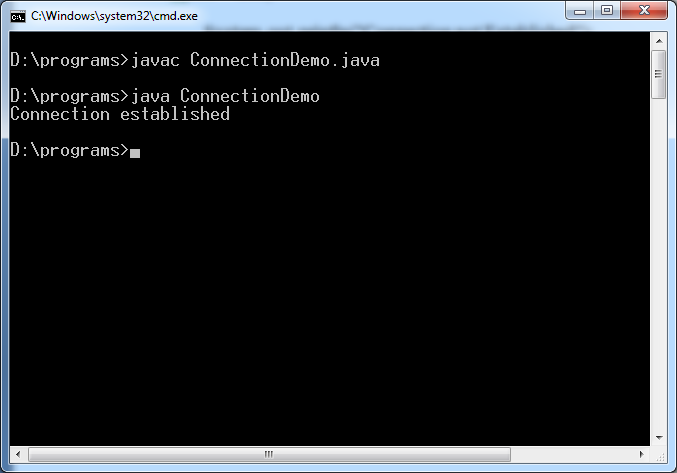 C:\Windows\system32\cmd.exe
D:\programs>javac ConnectionDemo.java
D:\programs>java ConnectionDemo
Connection established
D:\programs>